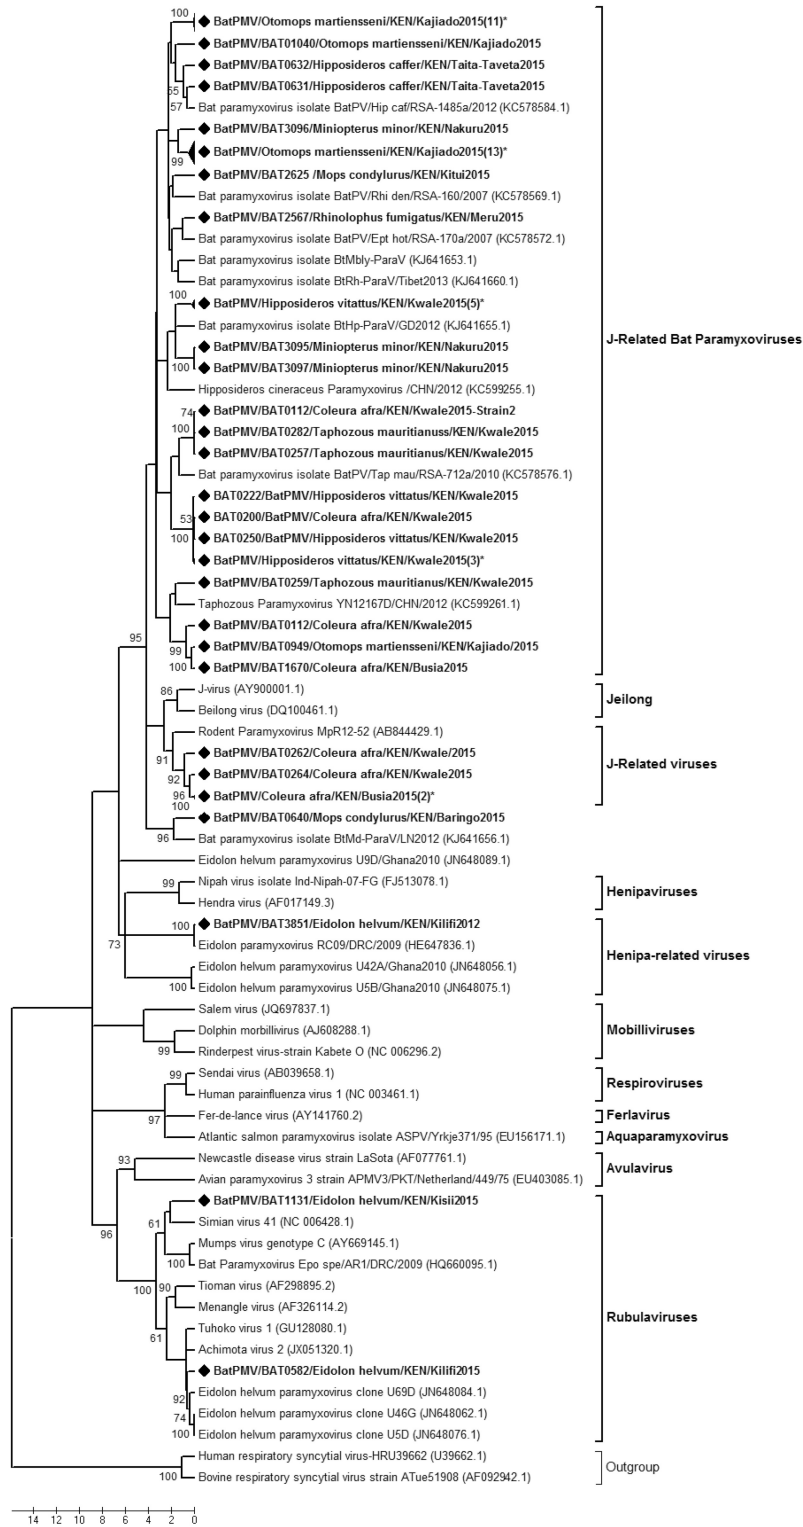 100
◆ BatPMV/Otomops martiensseni/KEN/Kajiado2015(11)*
◆ BatPMV/BAT01040/Otomops martiensseni/KEN/Kajiado2015
◆ BatPMV/BAT0632/Hipposideros caffer/KEN/Taita-Taveta2015
◆ BatPMV/BAT0631/Hipposideros caffer/KEN/Taita-Taveta2015
55
57
Bat paramyxovirus isolate BatPV/Hip caf/RSA-1485a/2012 (KC578584.1)
◆ BatPMV/BAT3096/Miniopterus minor/KEN/Nakuru2015
◆ BatPMV/Otomops martiensseni/KEN/Kajiado2015(13)*
99
◆ BatPMV/BAT2625 /Mops condylurus/KEN/Kitui2015
Bat paramyxovirus isolate BatPV/Rhi den/RSA-160/2007 (KC578569.1)
◆ BatPMV/BAT2567/Rhinolophus fumigatus/KEN/Meru2015
Bat paramyxovirus isolate BatPV/Ept hot/RSA-170a/2007 (KC578572.1)
Bat paramyxovirus isolate BtMbly-ParaV (KJ641653.1)
Bat paramyxovirus isolate BtRh-ParaV/Tibet2013 (KJ641660.1)
100
◆ BatPMV/Hipposideros vitattus/KEN/Kwale2015(5)*
Bat paramyxovirus isolate BtHp-ParaV/GD2012 (KJ641655.1)
J-Related Bat Paramyxoviruses
◆ BatPMV/BAT3095/Miniopterus minor/KEN/Nakuru2015
◆ BatPMV/BAT3097/Miniopterus minor/KEN/Nakuru2015
100
Hipposideros cineraceus Paramyxovirus /CHN/2012 (KC599255.1)
74
◆ BatPMV/BAT0112/Coleura afra/KEN/Kwale2015-Strain2
100
◆ BatPMV/BAT0282/Taphozous mauritianuss/KEN/Kwale2015
◆ BatPMV/BAT0257/Taphozous mauritianus/KEN/Kwale2015
Bat paramyxovirus isolate BatPV/Tap mau/RSA-712a/2010 (KC578576.1)
◆ BAT0222/BatPMV/Hipposideros vittatus/KEN/Kwale2015
53
◆ BAT0200/BatPMV/Coleura afra/KEN/Kwale2015
100
◆ BAT0250/BatPMV/Hipposideros vittatus/KEN/Kwale2015
◆ BatPMV/Hipposideros vittatus/KEN/Kwale2015(3)*
◆ BatPMV/BAT0259/Taphozous mauritianus/KEN/Kwale2015
Taphozous Paramyxovirus YN12167D/CHN/2012 (KC599261.1)
◆ BatPMV/BAT0112/Coleura afra/KEN/Kwale2015
95
99
◆ BatPMV/BAT0949/Otomops martiensseni/KEN/Kajiado/2015
100
◆ BatPMV/BAT1670/Coleura afra/KEN/Busia2015
86
J-virus (AY900001.1)
Beilong virus (DQ100461.1)
Jeilong
Rodent Paramyxovirus MpR12-52 (AB844429.1)
91
◆ BatPMV/BAT0262/Coleura afra/KEN/Kwale/2015
J-Related viruses
92
◆ BatPMV/BAT0264/Coleura afra/KEN/Kwale2015
96
◆ BatPMV/Coleura afra/KEN/Busia2015(2)*
100
◆ BatPMV/BAT0640/Mops condylurus/KEN/Baringo2015
96
Bat paramyxovirus isolate BtMd-ParaV/LN2012 (KJ641656.1)
Eidolon helvum paramyxovirus U9D/Ghana2010 (JN648089.1)
99
Nipah virus isolate Ind-Nipah-07-FG (FJ513078.1)
Hendra virus (AF017149.3)
Henipaviruses
100
◆ BatPMV/BAT3851/Eidolon helvum/KEN/Kilifi2012
73
Eidolon paramyxovirus RC09/DRC/2009 (HE647836.1)
Henipa-related viruses
Eidolon helvum paramyxovirus U42A/Ghana2010 (JN648056.1)
100
Eidolon helvum paramyxovirus U5B/Ghana2010 (JN648075.1)
Salem virus (JQ697837.1)
Dolphin morbillivirus (AJ608288.1)
Mobilliviruses
99
Rinderpest virus-strain Kabete O (NC 006296.2)
99
Sendai virus (AB039658.1)
Human parainfluenza virus 1 (NC 003461.1)
Respiroviruses
97
Fer-de-lance virus (AY141760.2)
Ferlavirus
Atlantic salmon paramyxovirus isolate ASPV/Yrkje371/95 (EU156171.1)
Aquaparamyxovirus
93
Newcastle disease virus strain LaSota (AF077761.1)
Avian paramyxovirus 3 strain APMV3/PKT/Netherland/449/75 (EU403085.1)
Avulavirus
96
◆ BatPMV/BAT1131/Eidolon helvum/KEN/Kisii2015
61
Simian virus 41 (NC 006428.1)
Mumps virus genotype C (AY669145.1)
100
Bat Paramyxovirus Epo spe/AR1/DRC/2009 (HQ660095.1)
100
90
Tioman virus (AF298895.2)
Menangle virus (AF326114.2)
Rubulaviruses
61
Tuhoko virus 1 (GU128080.1)
Achimota virus 2 (JX051320.1)
◆ BatPMV/BAT0582/Eidolon helvum/KEN/Kilifi2015
92
Eidolon helvum paramyxovirus clone U69D (JN648084.1)
74
Eidolon helvum paramyxovirus clone U46G (JN648062.1)
100
Eidolon helvum paramyxovirus clone U5D (JN648076.1)
Human respiratory syncytial virus-HRU39662 (U39662.1)
Outgroup
100
Bovine respiratory syncytial virus strain ATue51908 (AF092942.1)
14 12 10 8 6 4 2 0